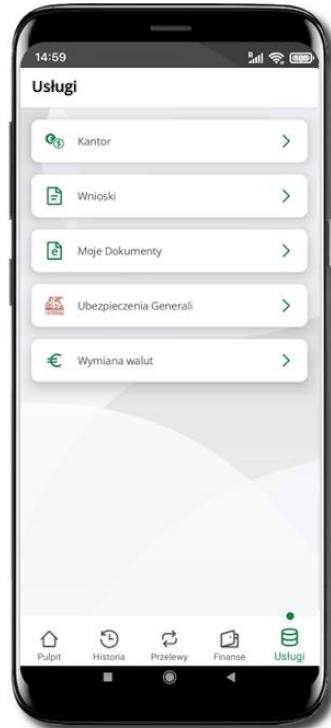 14:59
Usługi
Kantor
Wnioski
Moje Dokumenty
Ubezpieczenia Generali
Wymiana walut
Pulpit
Historia
Przelewy
Finanse
Usługi